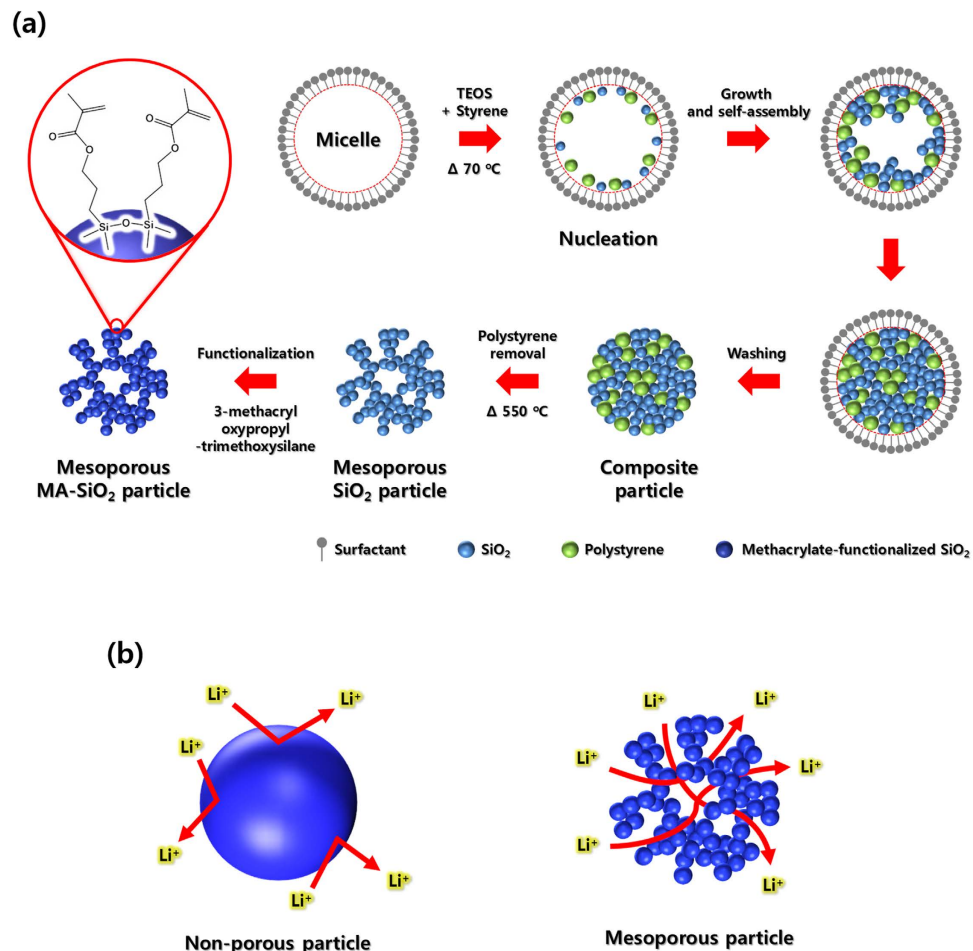 (a)
O
O
O
O
Si
O
Si
Micelle
TEOS
+ Styrene
Δ 70 ℃
Nucleation
Growth
and self-assembly
Washing
Composite
particle
Polystyrene
removal
Δ 550 ℃
Mesoporous
SiO₂ particle
Functionalization
3-methacryl
oxypropyl
-trimethoxysilane
Mesoporous
MA-SiO₂ particle
Surfactant
SiO₂
Polystyrene
Methacrylate-functionalized SiO₂
(b)
Li⁺
Li⁺
Li⁺
Li⁺
Li⁺
Li⁺
Non-porous particle
Li⁺
Li⁺
Li⁺
Li⁺
Li⁺
Li⁺
Mesoporous particle